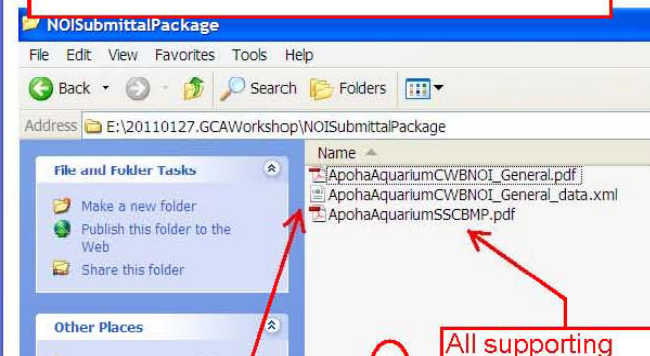 NOISubmittalPackage
File Edit View Favorites Tools Help
Back Search Folders
Address E:\20110127.GCAWorkshop\NOISubmittalPackage
Name
File and Folder Tasks
Make a new folder
Publish this folder to the
Web
Share this folder
Other Places
ApohaAquariumCWBNOI_General.pdf
ApohaAquariumCWBNOI_General_data.xml
ApohaAquariumSSCBMP.pdf
All supporting